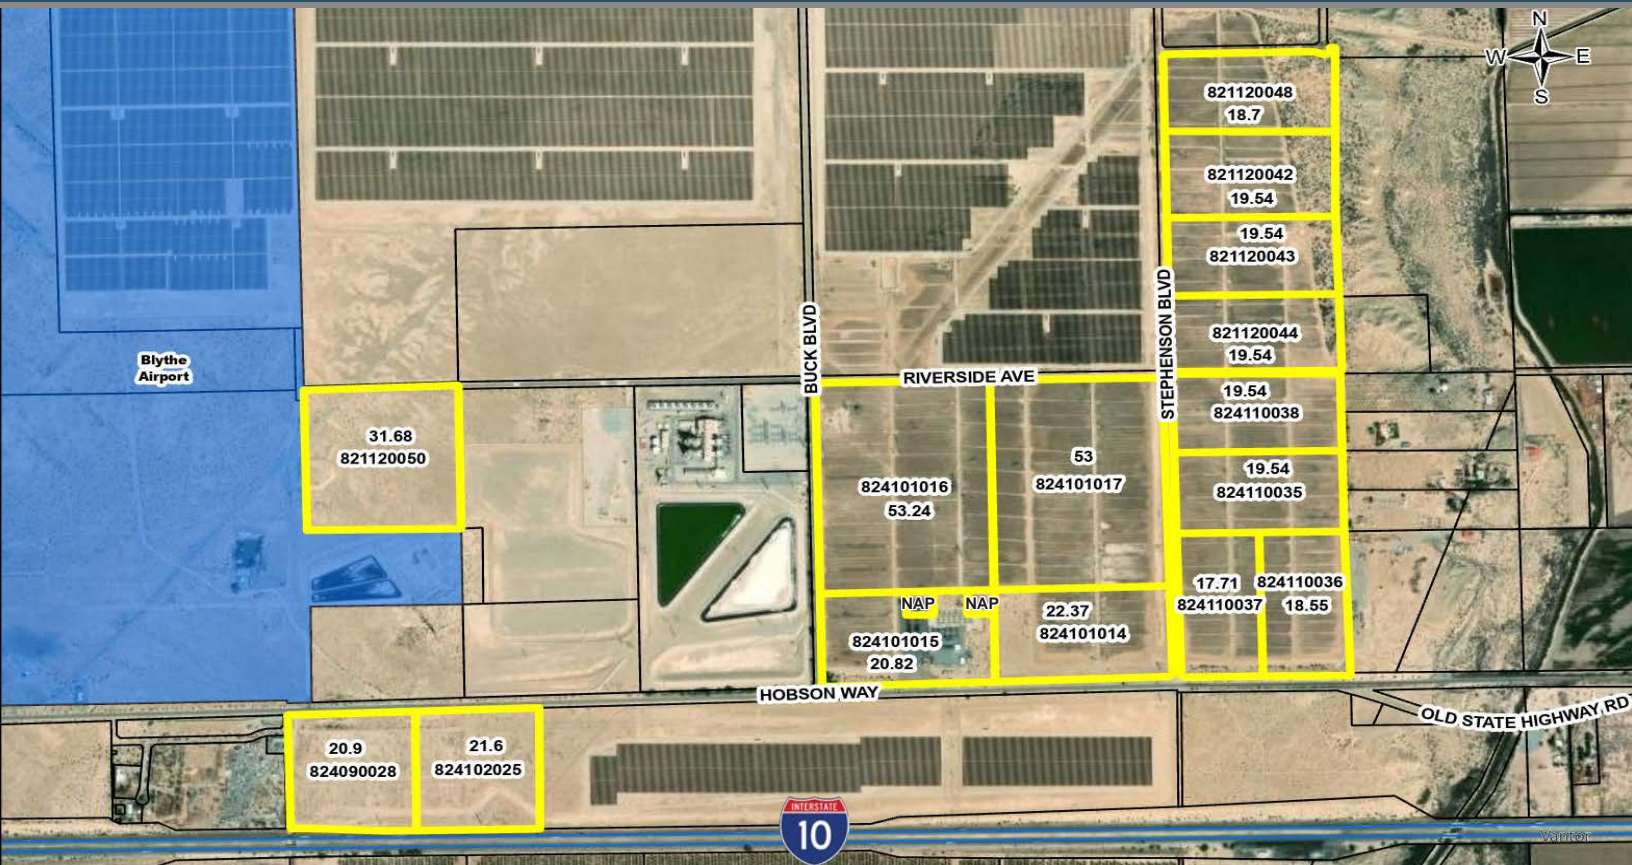 N
W E
S
821120048
18.7
821120042
19.54
19.54
821120043
821120044
19.54
BUCK BLVD
STEPHENSON BLVD
RIVERSIDE AVE
Blythe
Airport
31.68
821120050
19.54
824110038
53
824101017
824101016
53.24
19.54
824110035
17.71
824110037
824110036
18.55
NAP
NAP
22.37
824101014
824101015
20.82
HOBSON WAY
OLD STATE HIGHWAY RD
20.9
824090028
21.6
824102025
INTERSTATE
10
Vantor